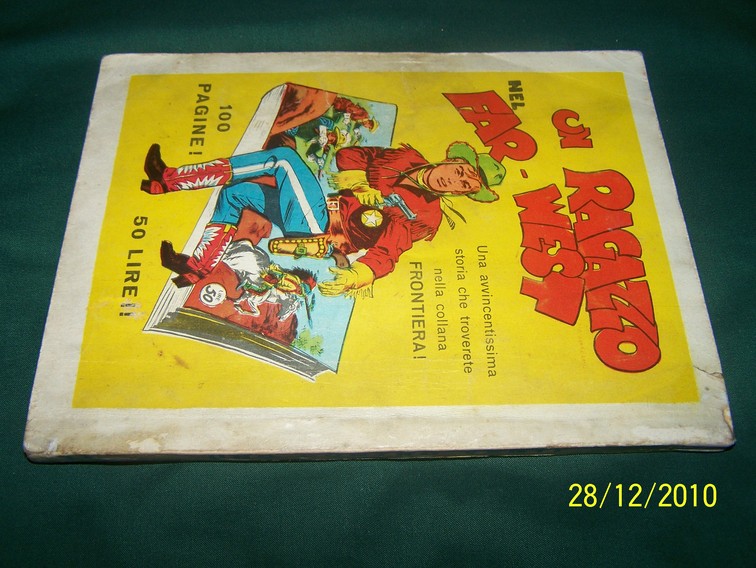 UN RAGAZZO
NEL
FAR-WEST
Una avvincentissima
storia che troverete
nella collana
FRONTIERA!
100
PAGINE!
50 LIRE!!
50
28/12/2010